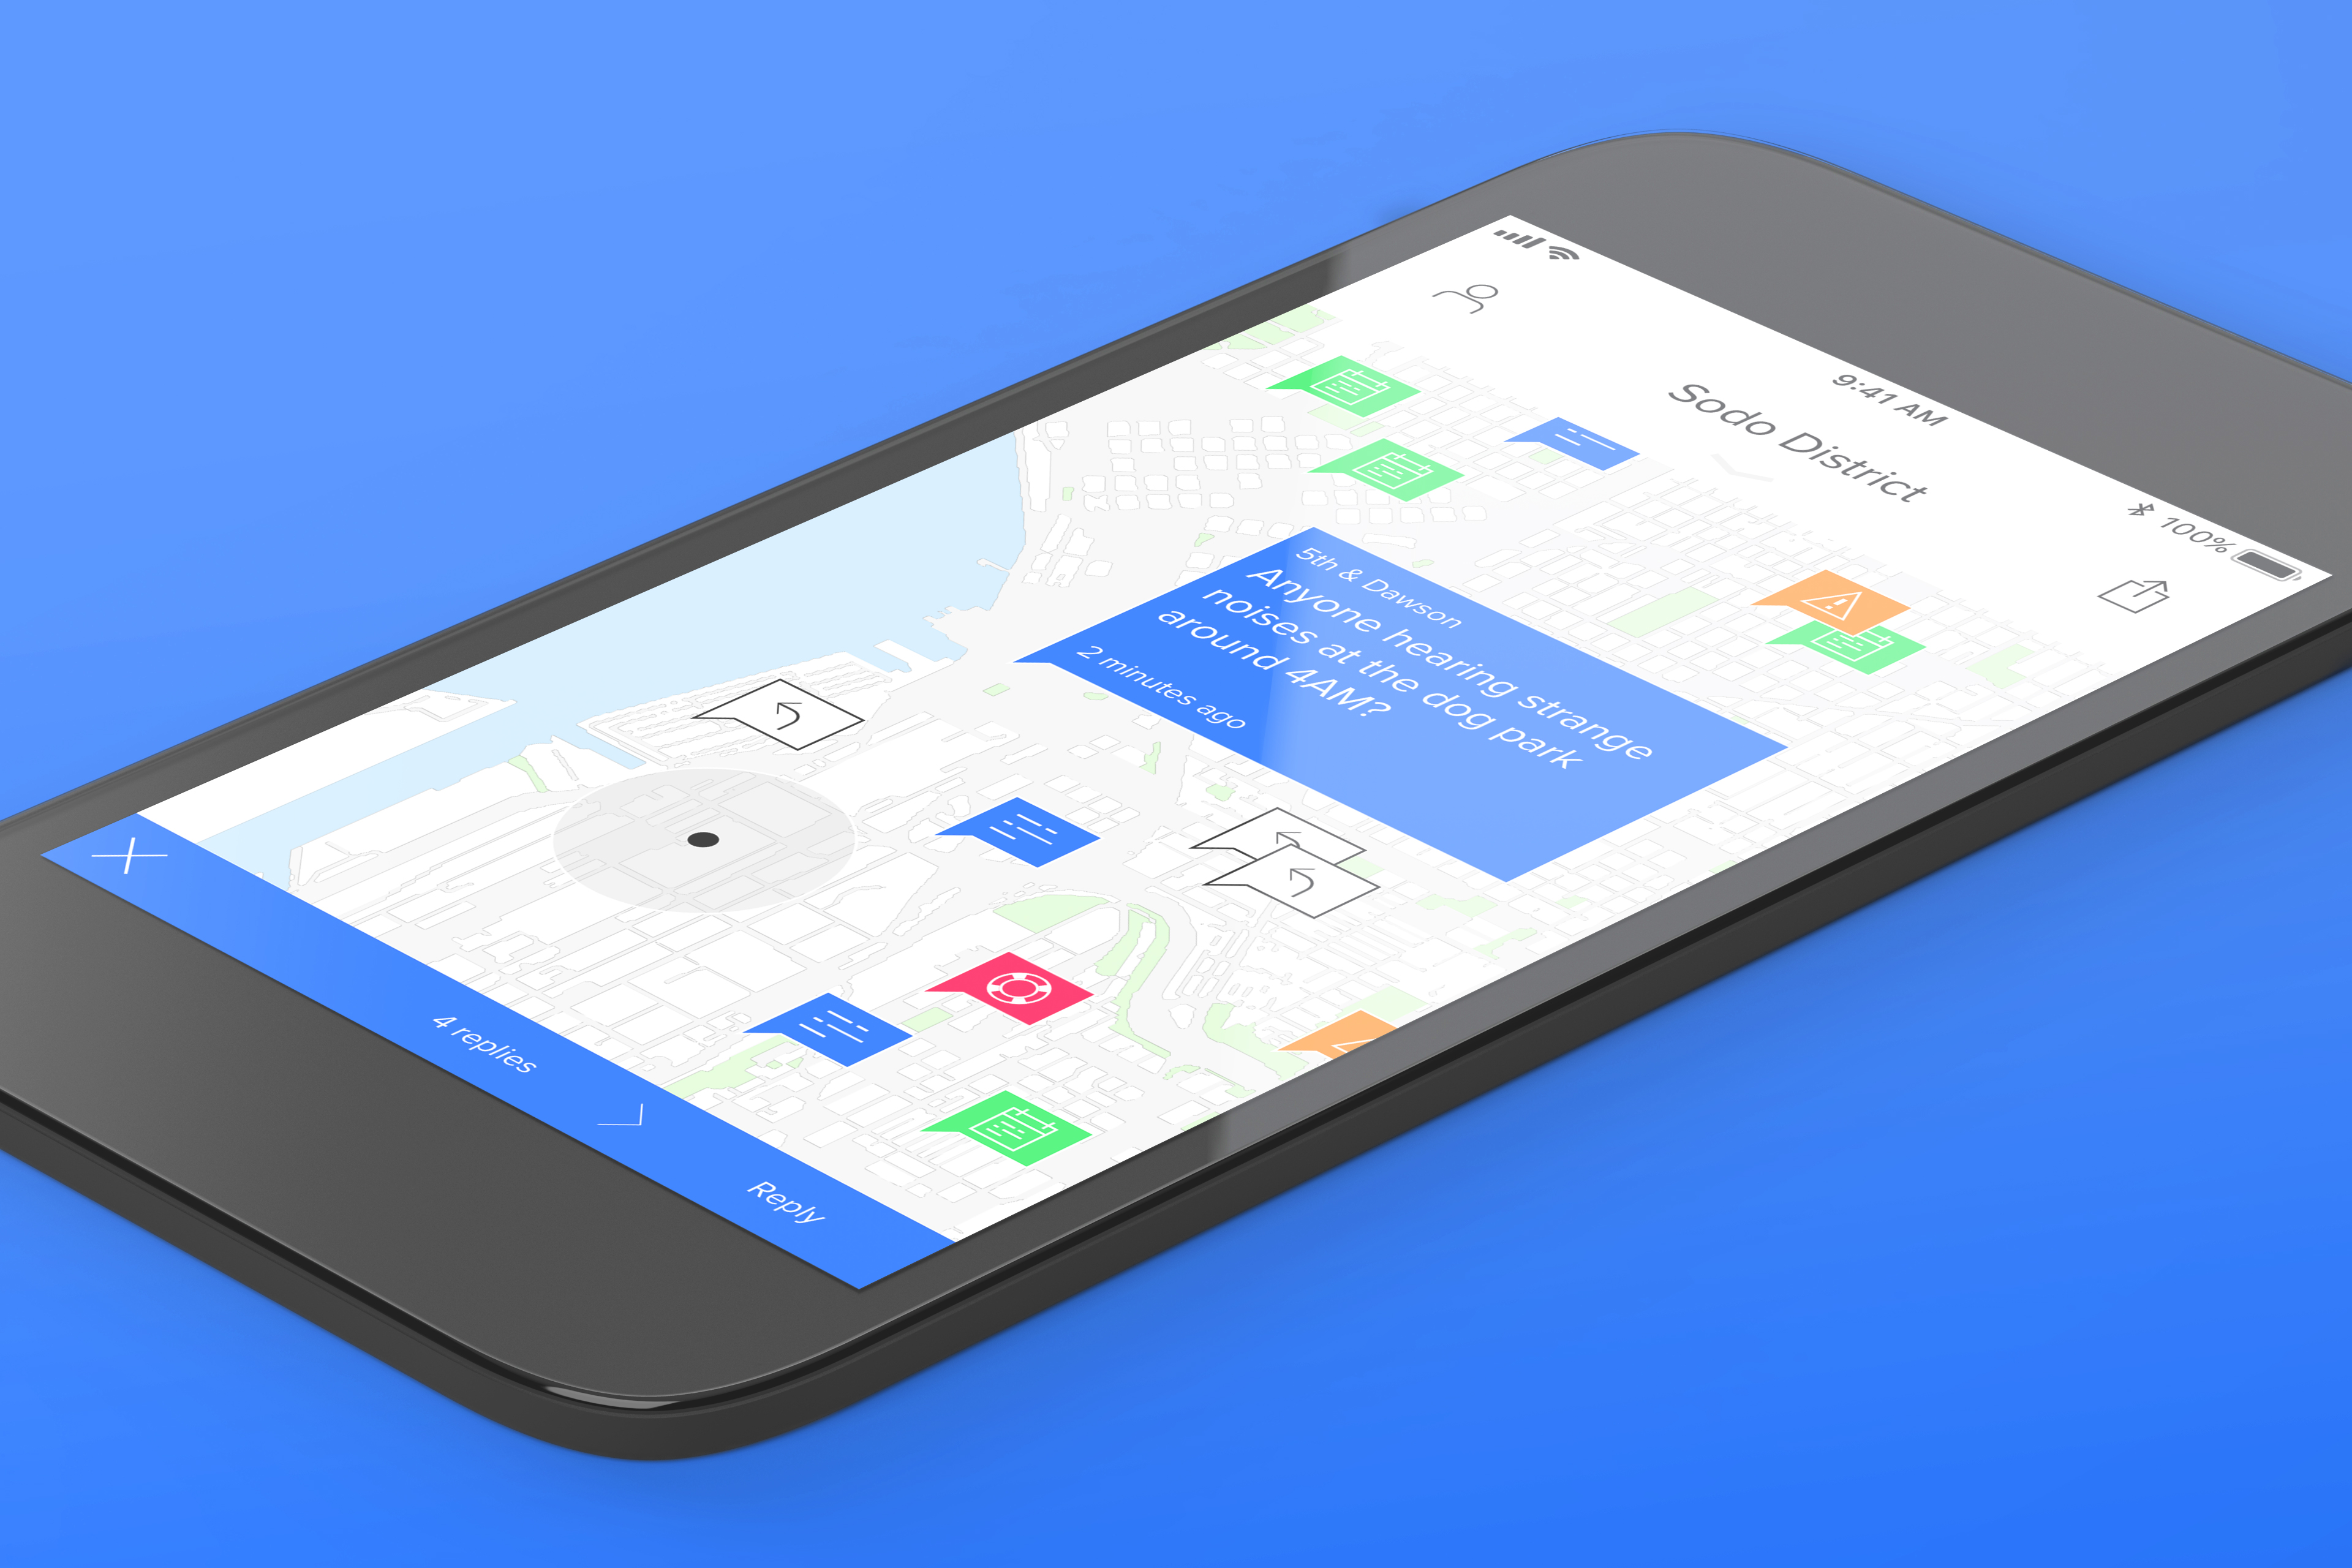 9:41 AM
100%
Sodo District
5th & Dawson
Anyone hearing strange
noises at the dog park
around 4AM?
2 minutes ago
4 replies
Reply